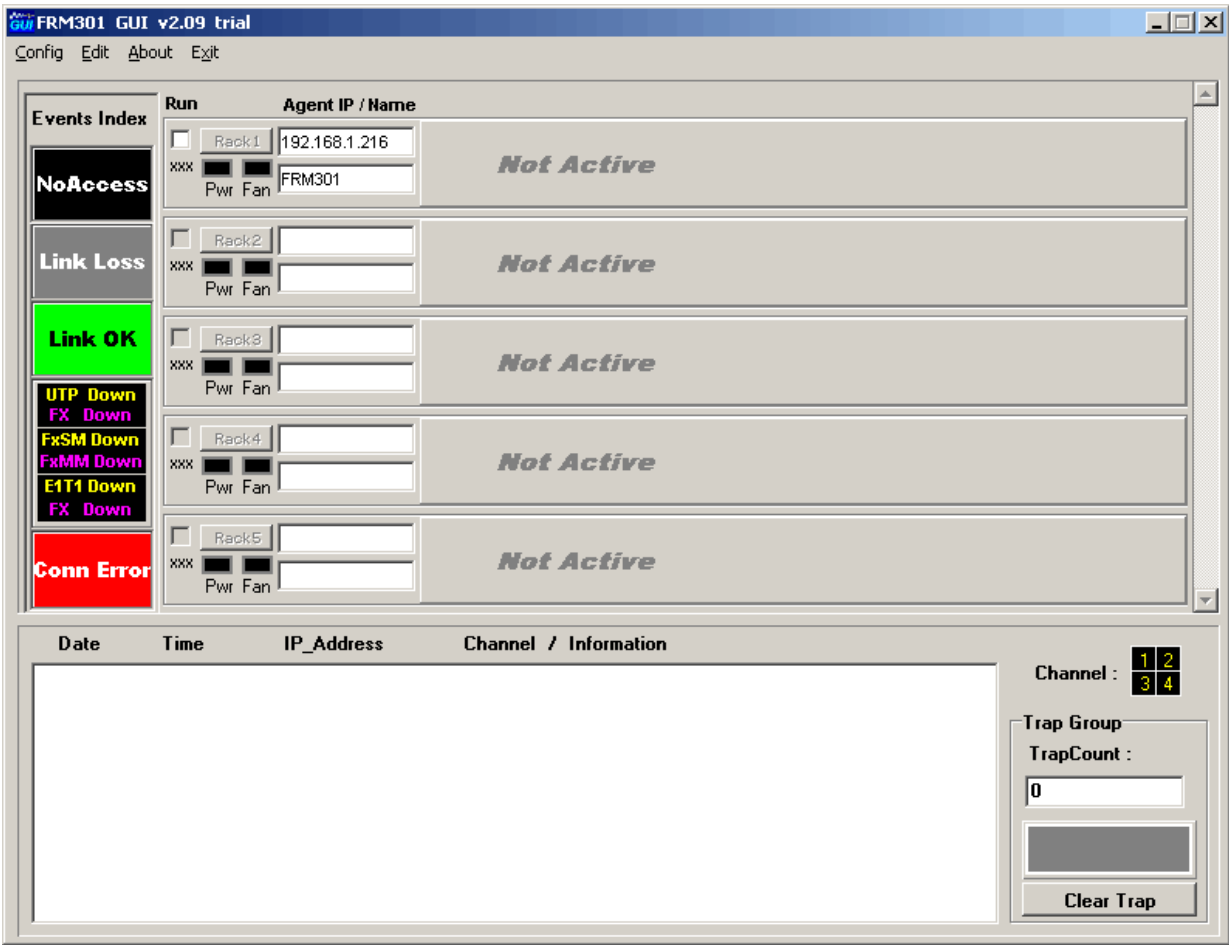 GUI FRM301 GUI v2.09 trial
Config Edit About Exit
Events Index
NoAccess
Link Loss
Link OK
UTP Down
FX Down
FxSM Down
FxMM Down
E1T1 Down
FX Down
Conn Error
Run Agent IP / Name
Rack1 192.168.1.216
xxx Pwr Fan FRM301
Not Active
Rack2
xxx Pwr Fan
Not Active
Rack3
xxx Pwr Fan
Not Active
Rack4
xxx Pwr Fan
Not Active
Rack5
xxx Pwr Fan
Not Active
Date Time IP_Address Channel / Information
Channel :
1 2
3 4
Trap Group
TrapCount :
0
Clear Trap